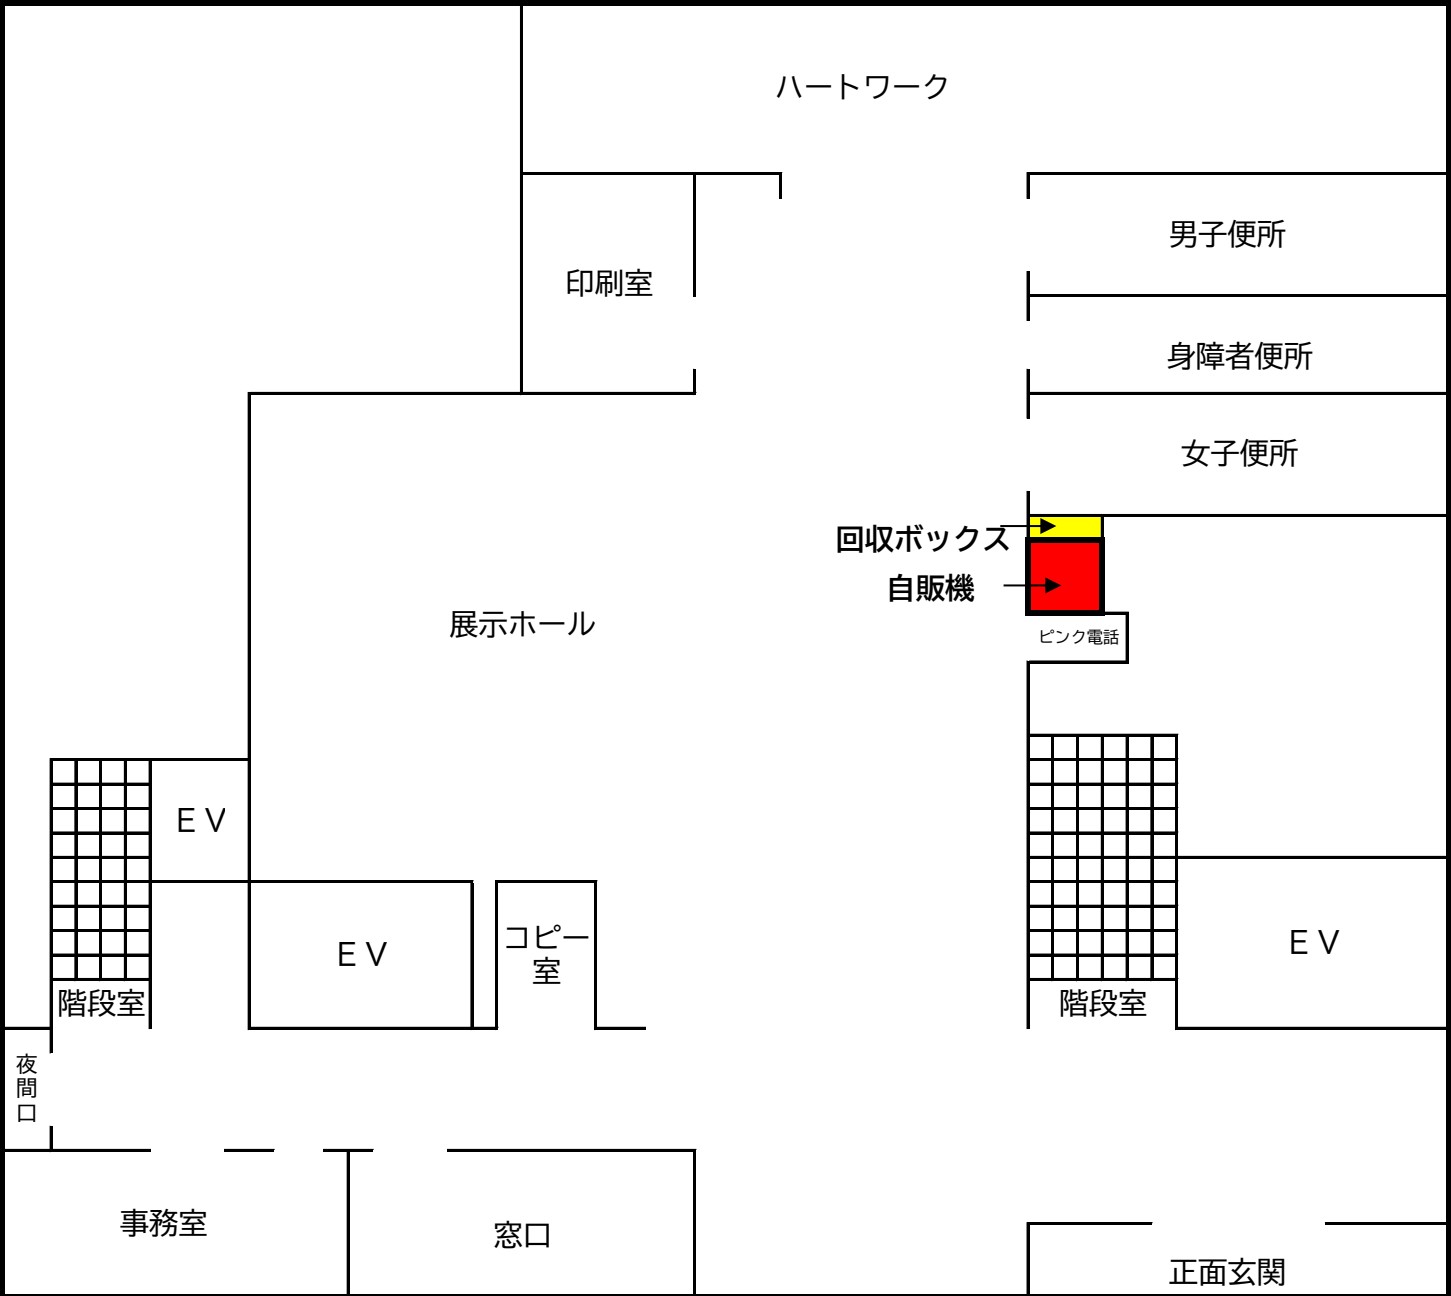 ハートワーク
男子便所
印刷室
身障者便所
女子便所
回収ボックス
自販機
展示ホール
ピンク電話
ＥＶ
ＥＶ
コピー
室
ＥＶ
階段室
階段室
夜
間
口
事務室
窓口
正面玄関